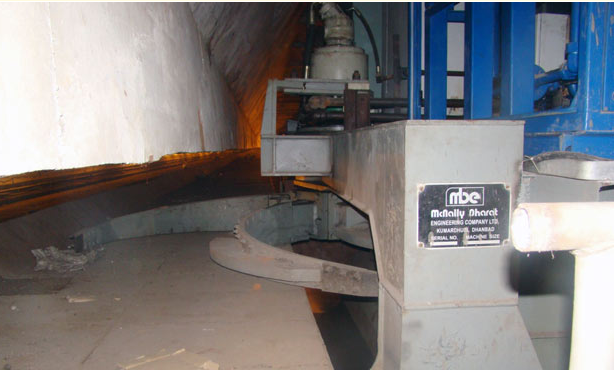 mbe
McNally Bharat
ENGINEERING COMPANY LTD.
KUMARDHUBI, DHANBAD
SERIAL NO. MACHINE SIZE